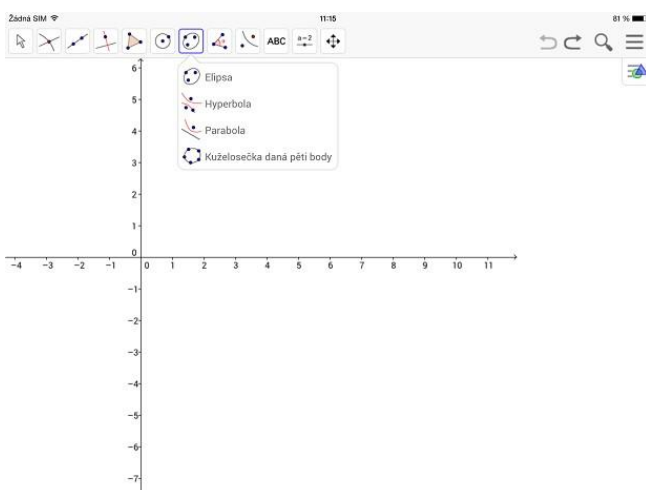 Žádná SIM 11:15 81 %
ABC a=2
Elipsa
Hyperbola
Parabola
Kuželosečka daná pěti body
6
5
4
3
2
1
0
−4 −3 −2 −1 0 1 2 3 4 5 6 7 8 9 10 11
−1
−2
−3
−4
−5
−6
−7